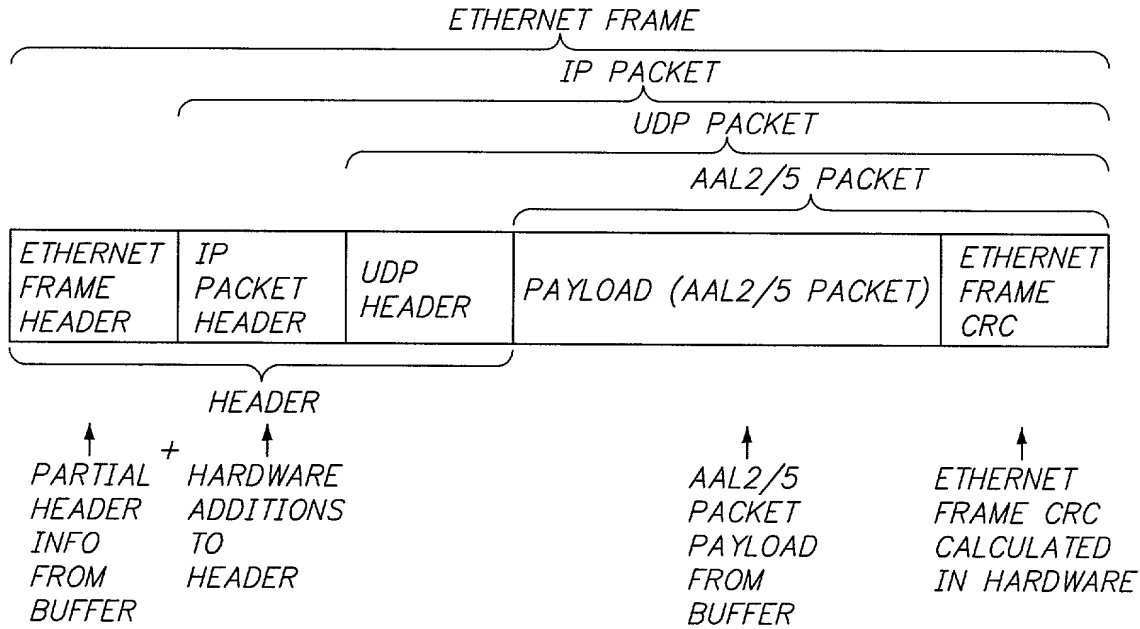 ETHERNET FRAME
IP PACKET
UDP PACKET
AAL2/5 PACKET
ETHERNET
FRAME
HEADER
IP
PACKET
HEADER
UDP
HEADER
PAYLOAD (AAL2/5 PACKET)
ETHERNET
FRAME
CRC
HEADER
PARTIAL
HEADER
INFO
FROM
BUFFER
+
HARDWARE
ADDITIONS
TO
HEADER
AAL2/5
PACKET
PAYLOAD
FROM
BUFFER
ETHERNET
FRAME CRC
CALCULATED
IN HARDWARE